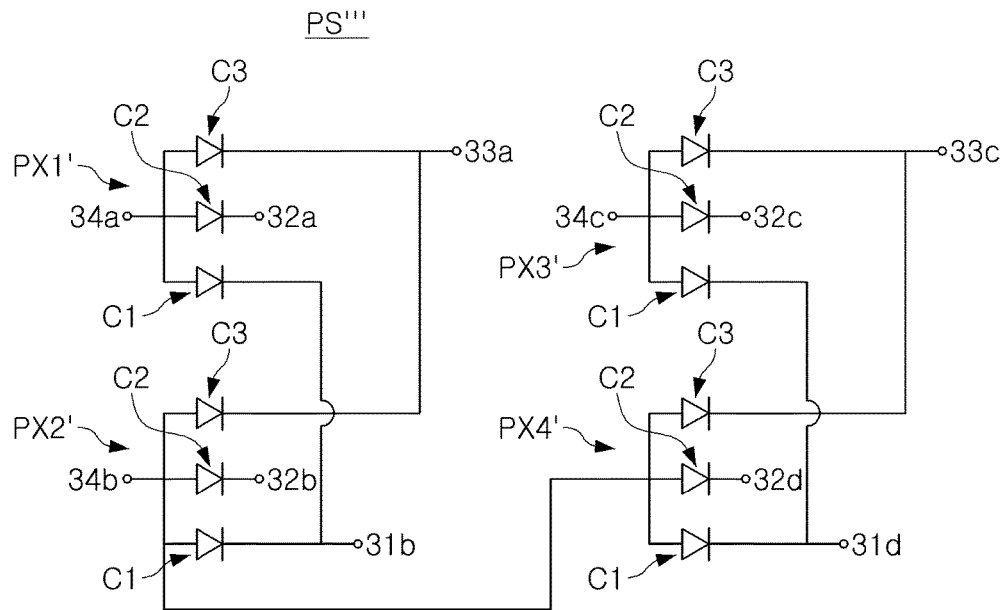 PS'''
C3
C2
PX1'
33a
34a
32a
C1
C3
C2
PX2'
34b
32b
C1
31b
C3
C2
33c
34c
32c
PX3'
C1
C3
C2
PX4'
32d
C1
31d